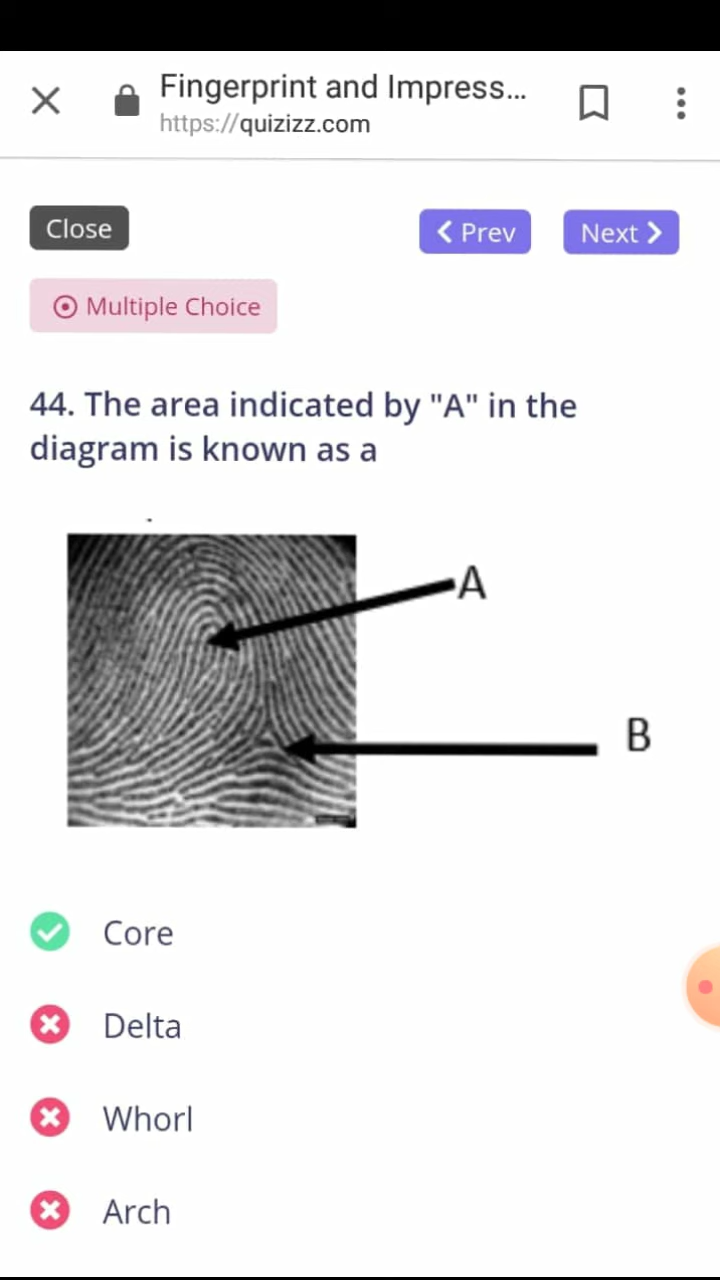 Fingerprint and Impress...
https://quizizz.com
Close
Prev
Next
Multiple Choice
44. The area indicated by "A" in the
diagram is known as a
A
B
Core
Delta
Whorl
Arch